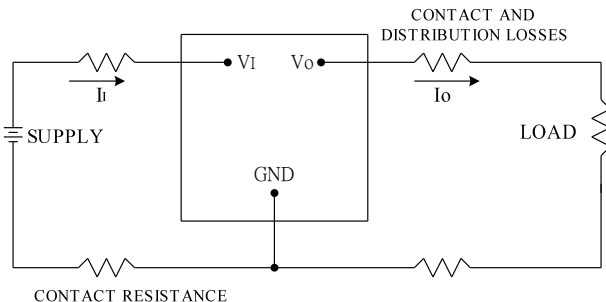 CONTACT AND
DISTRIBUTION LOSSES
VI
VO
II
IO
SUPPLY
LOAD
GND
CONTACT RESISTANCE